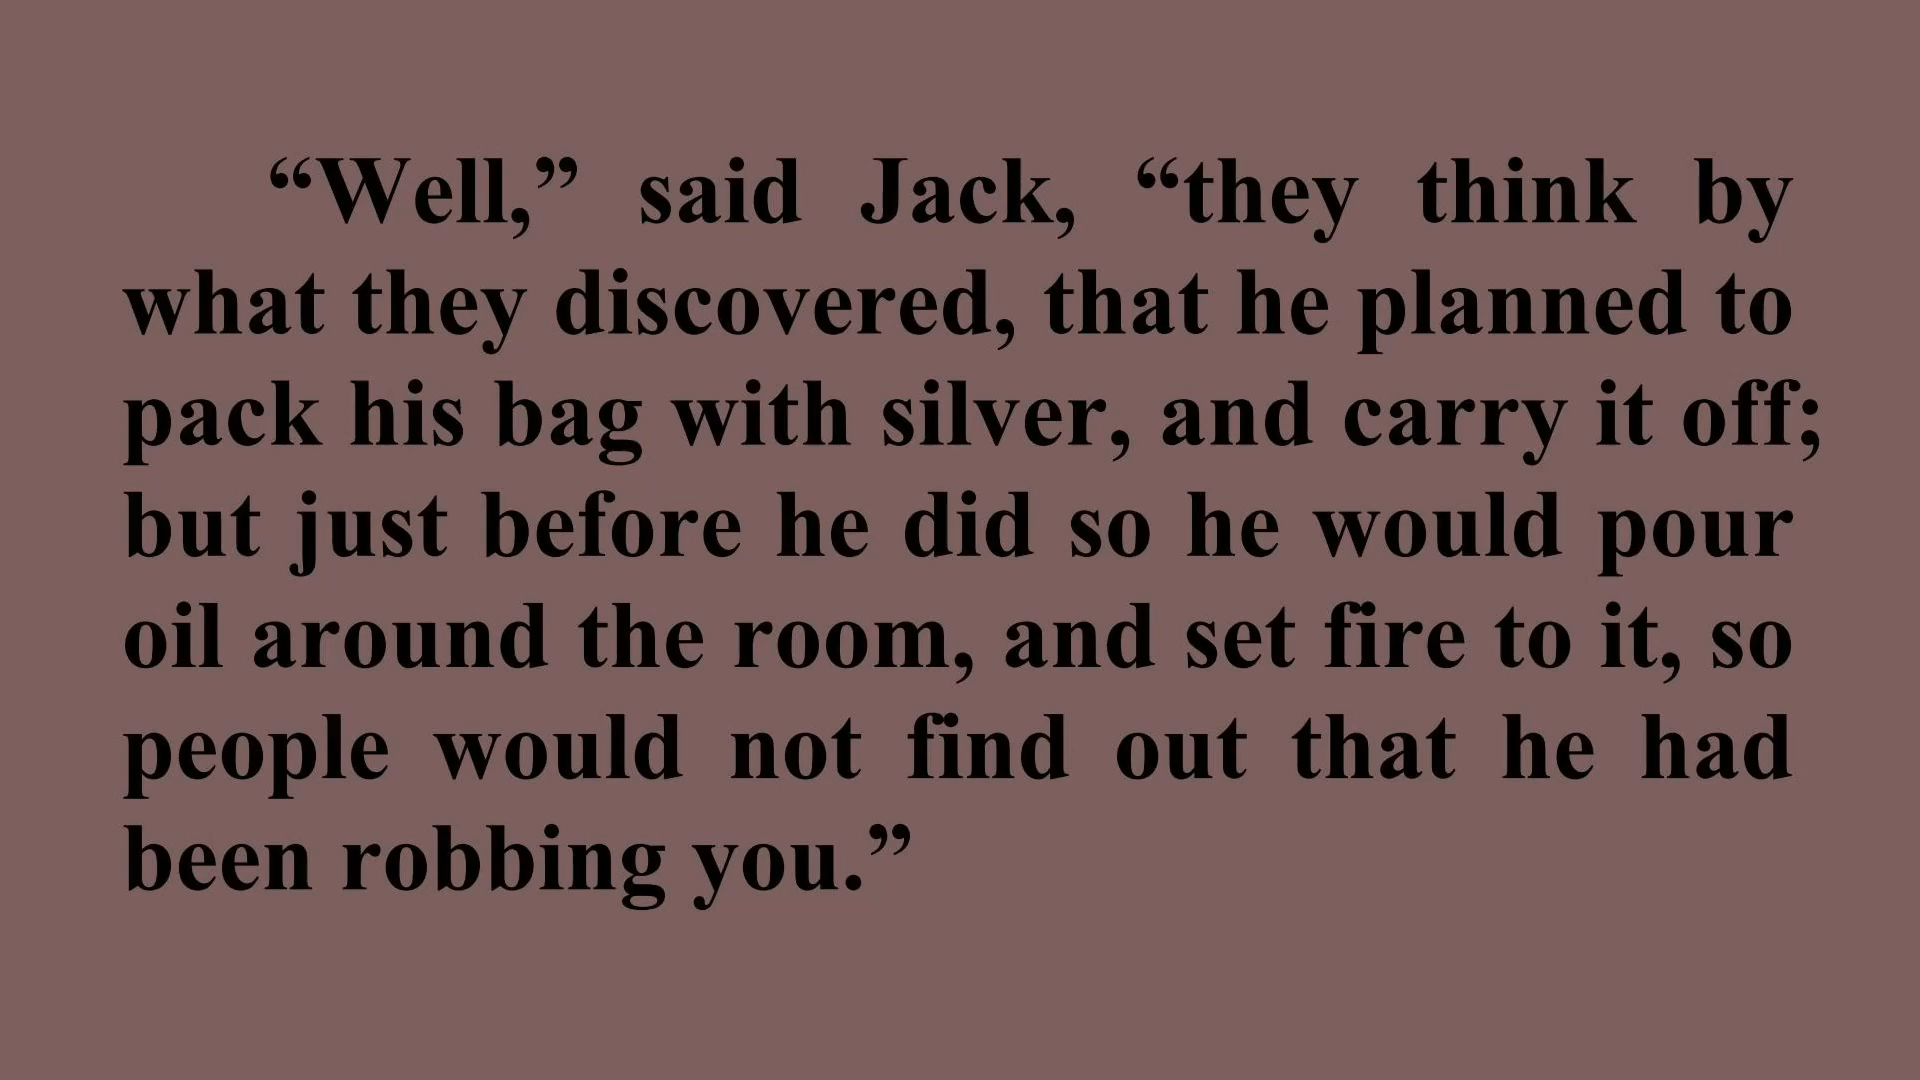 “Well,” said Jack, “they think by
what they discovered, that he planned to
pack his bag with silver, and carry it off;
but just before he did so he would pour
oil around the room, and set fire to it, so
people would not find out that he had
been robbing you.”